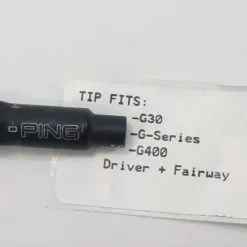 TIP FITS:
-G30
-G-Series
-G400
Driver + Fairway
PING